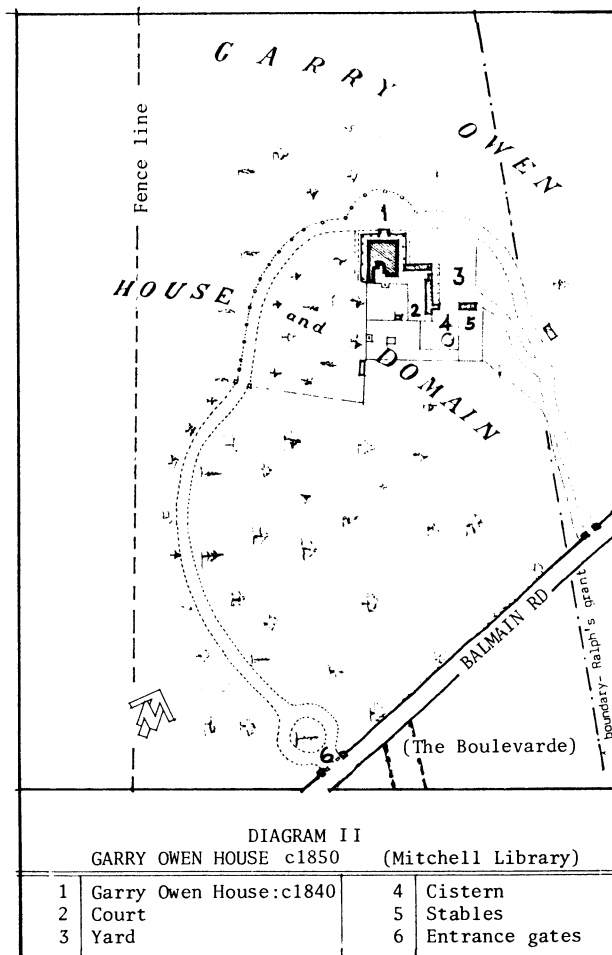 GARRY
OWEN
Fence line
1
HOUSE
and
3
2
4
5
DOMAIN
BALMAIN RD
boundary- Ralph's grant
6
(The Boulevarde)
DIAGRAM II
GARRY OWEN HOUSE c1850 (Mitchell Library)
1 Garry Owen House:c1840 4 Cistern
2 Court 5 Stables
3 Yard 6 Entrance gates